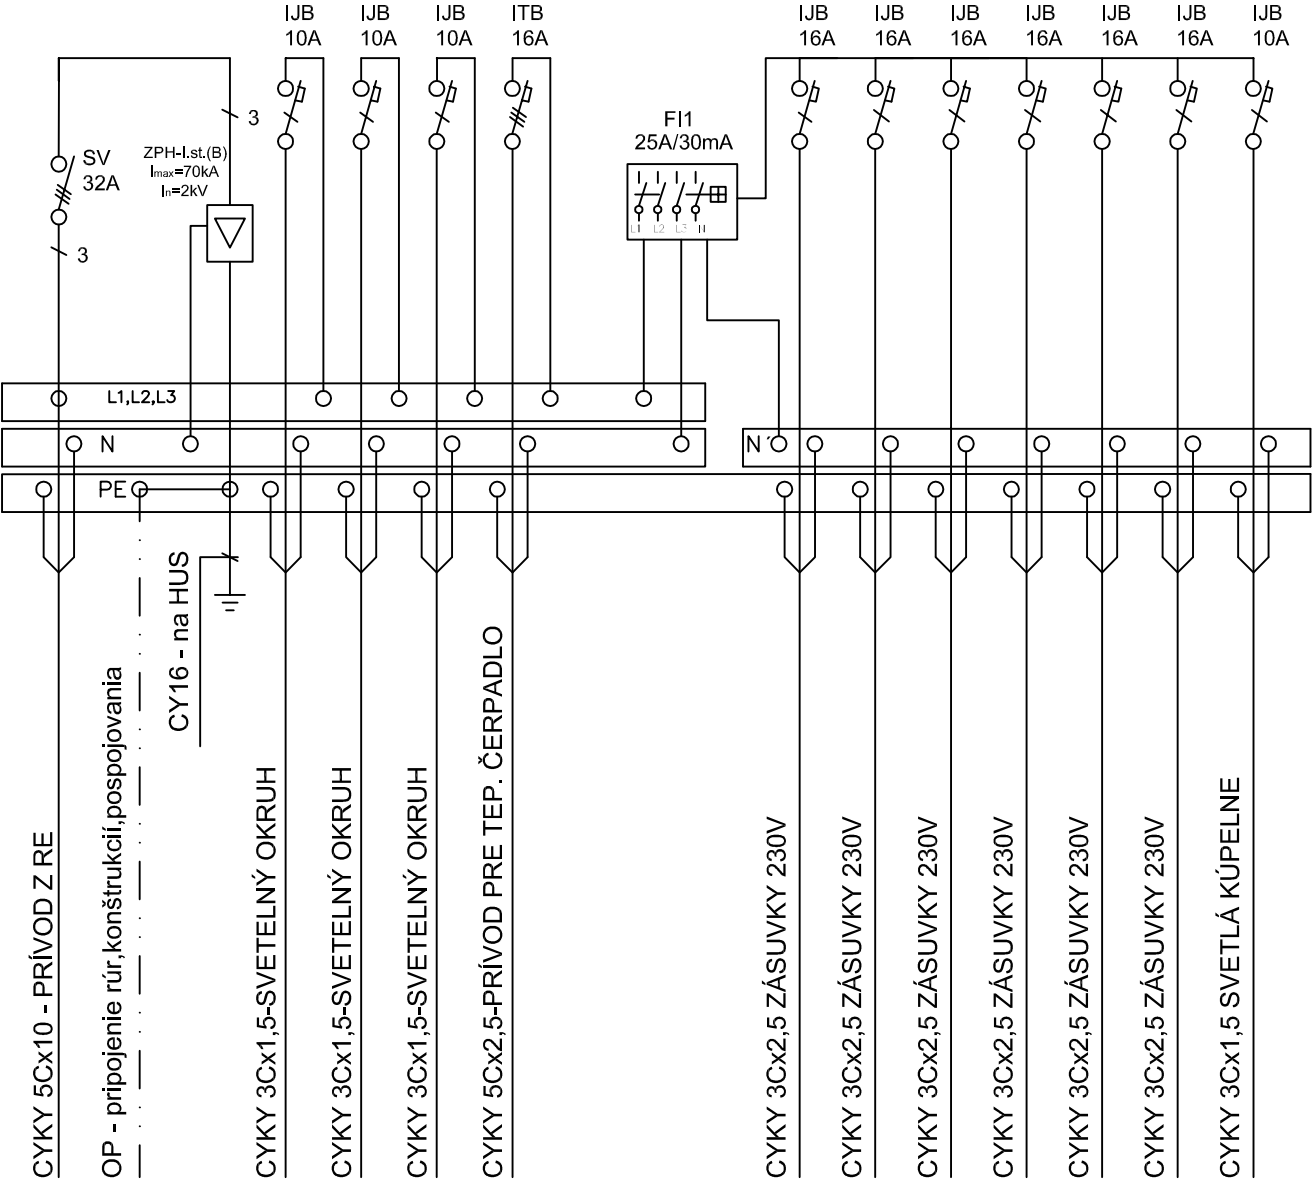 IJB
10A
IJB
10A
IJB
10A
ITB
16A
IJB
16A
IJB
16A
IJB
16A
IJB
16A
IJB
16A
IJB
16A
IJB
10A
3
SV
32A
ZPH-I.st.(B)
Imax=70kA
In=2kV
3
FI1
25A/30mA
L1 L2 L3 N
L1,L2,L3
N
N´
PE
CYKY 5Cx10 - PRÍVOD Z RE
OP - pripojenie rúr,konštrukcií,pospojovania
CY16 - na HUS
CYKY 3Cx1,5-SVETELNÝ OKRUH
CYKY 3Cx1,5-SVETELNÝ OKRUH
CYKY 3Cx1,5-SVETELNÝ OKRUH
CYKY 5Cx2,5-PRÍVOD PRE TEP. ČERPADLO
CYKY 3Cx2,5 ZÁSUVKY 230V
CYKY 3Cx2,5 ZÁSUVKY 230V
CYKY 3Cx2,5 ZÁSUVKY 230V
CYKY 3Cx2,5 ZÁSUVKY 230V
CYKY 3Cx2,5 ZÁSUVKY 230V
CYKY 3Cx2,5 ZÁSUVKY 230V
CYKY 3Cx1,5 SVETLÁ KÚPELNE